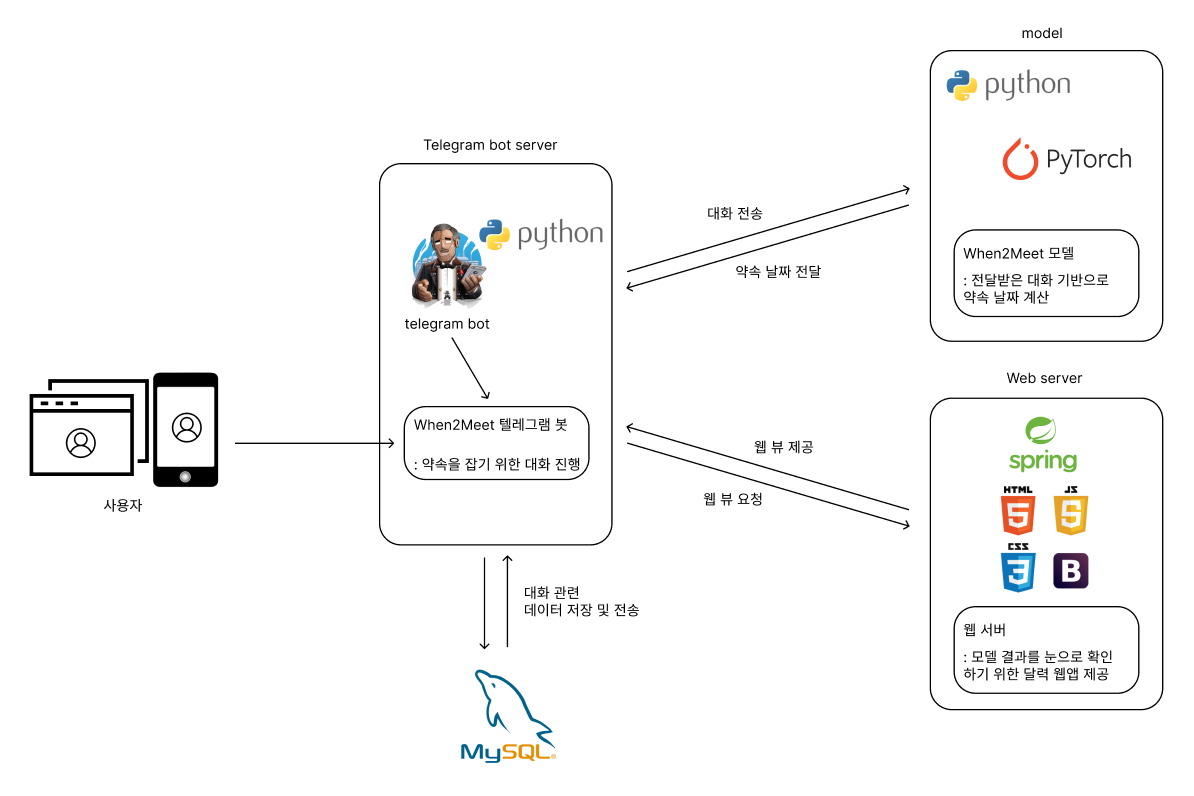 model
python
PyTorch
When2Meet 모델
: 전달받은 대화 기반으로
약속 날짜 계산
Telegram bot server
python
telegram bot
When2Meet 텔레그램 봇
: 약속을 잡기 위한 대화 진행
대화 전송
약속 날짜 전달
사용자
웹 뷰 제공
웹 뷰 요청
Web server
spring
HTML
5
JS
CSS
3
B
웹 서버
: 모델 결과를 눈으로 확인
하기 위한 달력 웹앱 제공
대화 관련
데이터 저장 및 전송
MySQL®